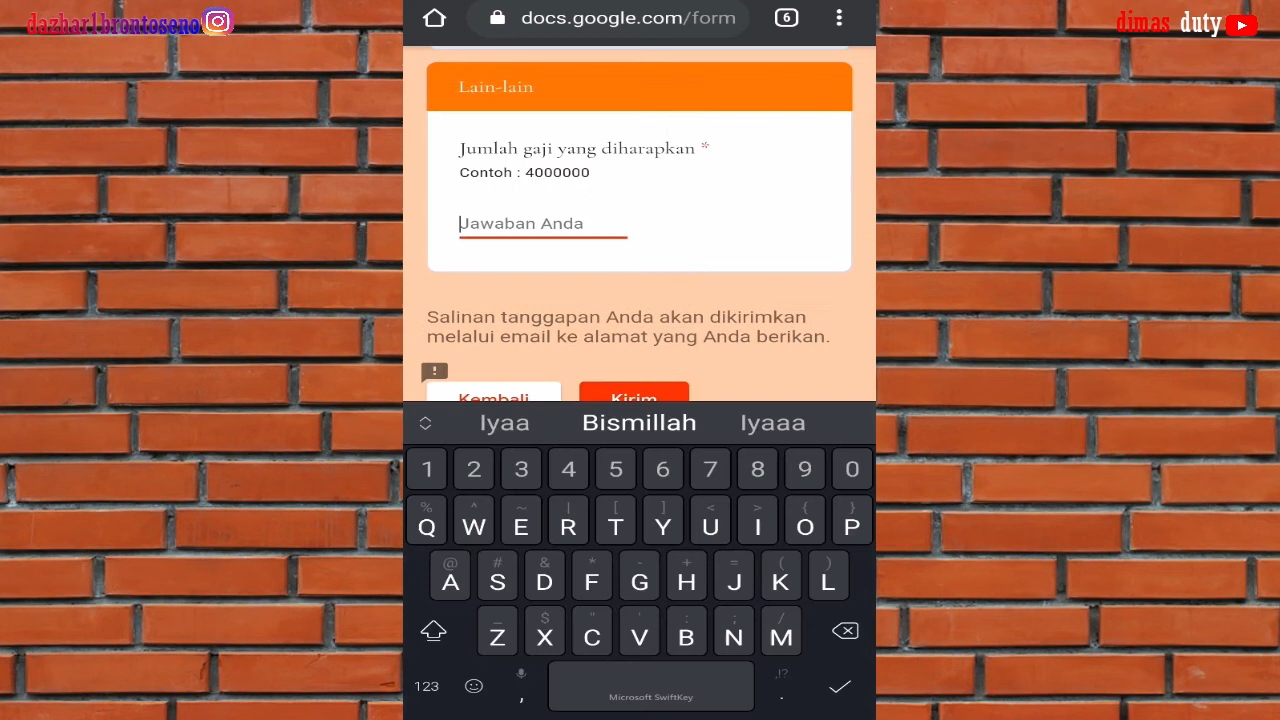 dazhar1brontoseno
dimas duty
docs.google.com/form
6
Lain-lain
Jumlah gaji yang diharapkan *
Contoh : 4000000
Jawaban Anda
Salinan tanggapan Anda akan dikirimkan
melalui email ke alamat yang Anda berikan.
!
Kembali Kirim
Iyaa Bismillah Iyaaa
1 2 3 4 5 6 7 8 9 0
% ^ ~ | [ ] < > { }
Q W E R T Y U I O P
@ # & * - + = ( )
A S D F G H J K L
_ $ " ' : ; /
Z X C V B N M
,!?
123 , Microsoft SwiftKey .